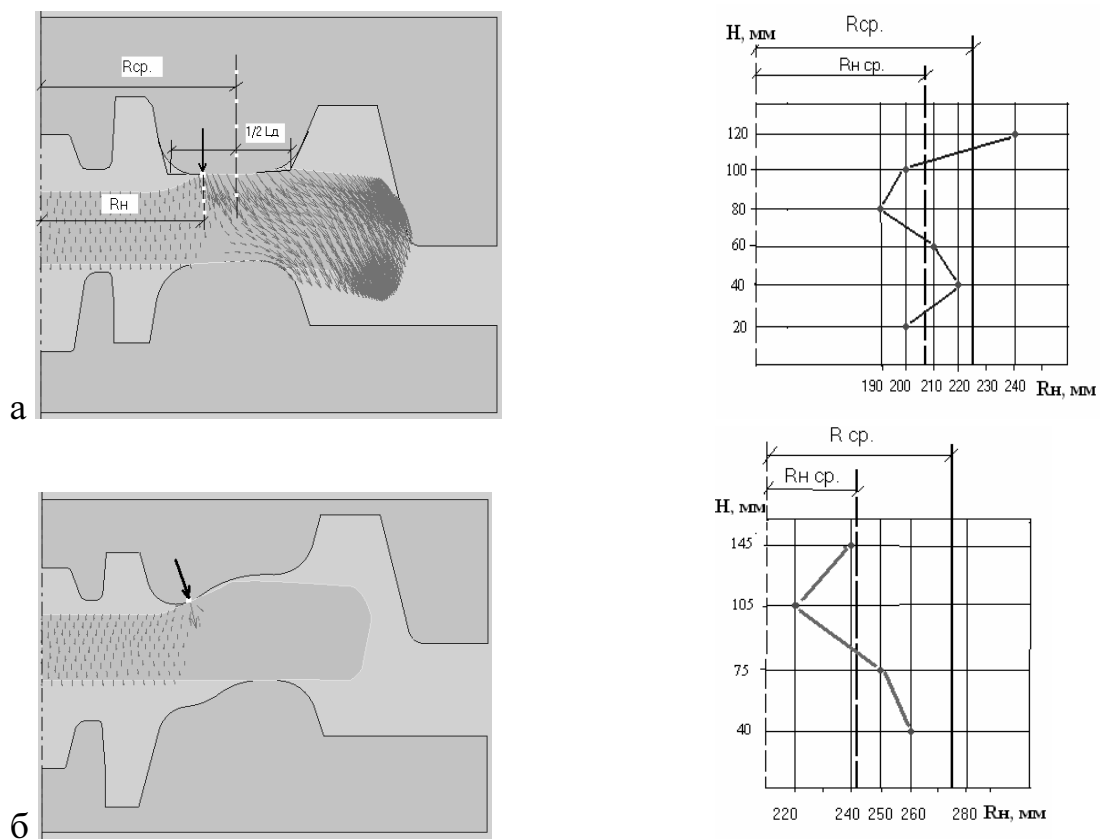 Rср.
1/2 Lд
Rн
а
Rср.
Н, мм
Rн ср.
120
100
80
60
40
20
190 200 210 220 230 240 Rн, мм
б
R ср.
Rн ср.
Н, мм
145
105
75
40
220 240 250 260 280 Rн, мм